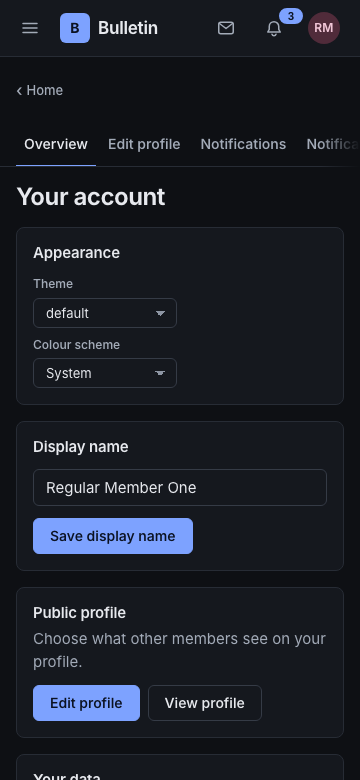 B Bulletin 3 RM
‹ Home
Overview Edit profile Notifications
Your account
Appearance
Theme
default
Colour scheme
System
Display name
Regular Member One
Save display name
Public profile
Choose what other members see on your
profile.
Edit profile View profile
Your data